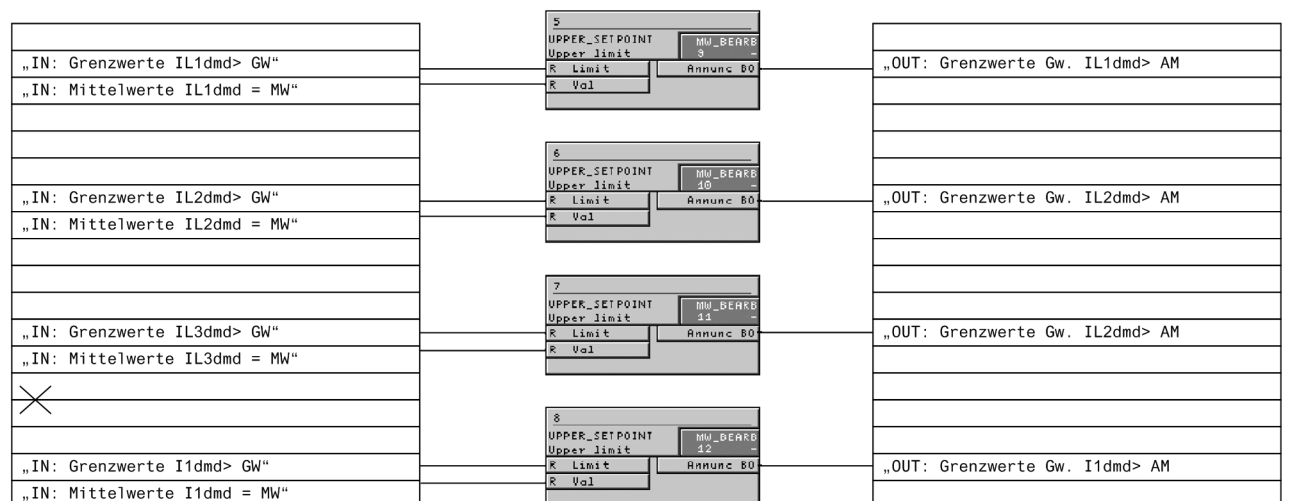 5
UPPER_SETPOINT MW_BEARB
Upper limit 9 -
„IN: Grenzwerte IL1dmd> GW“ R Limit Annunc BO „OUT: Grenzwerte Gw. IL1dmd> AM
„IN: Mittelwerte IL1dmd = MW“ R Val
6
UPPER_SETPOINT MW_BEARB
Upper limit 10 -
„IN: Grenzwerte IL2dmd> GW“ R Limit Annunc BO „OUT: Grenzwerte Gw. IL2dmd> AM
„IN: Mittelwerte IL2dmd = MW“ R Val
7
UPPER_SETPOINT MW_BEARB
Upper limit 11 -
„IN: Grenzwerte IL3dmd> GW“ R Limit Annunc BO „OUT: Grenzwerte Gw. IL2dmd> AM
„IN: Mittelwerte IL3dmd = MW“ R Val
8
UPPER_SETPOINT MW_BEARB
Upper limit 12 -
„IN: Grenzwerte I1dmd> GW“ R Limit Annunc BO „OUT: Grenzwerte Gw. I1dmd> AM
„IN: Mittelwerte I1dmd = MW“ R Val